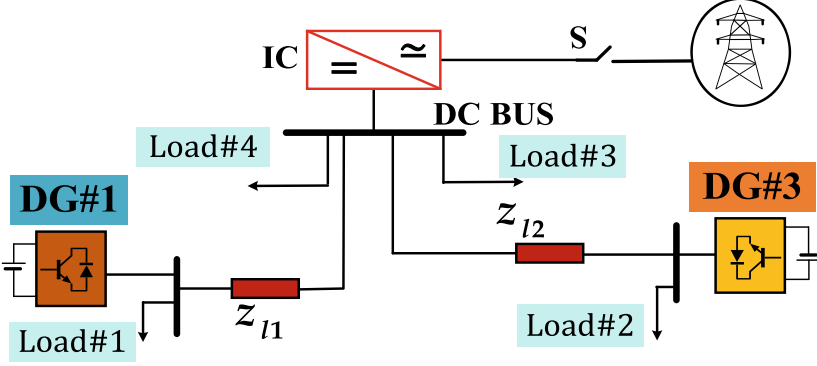 IC
S
DC BUS
Load#4
Load#3
DG#1
DG#3
z l2
z l1
Load#1
Load#2